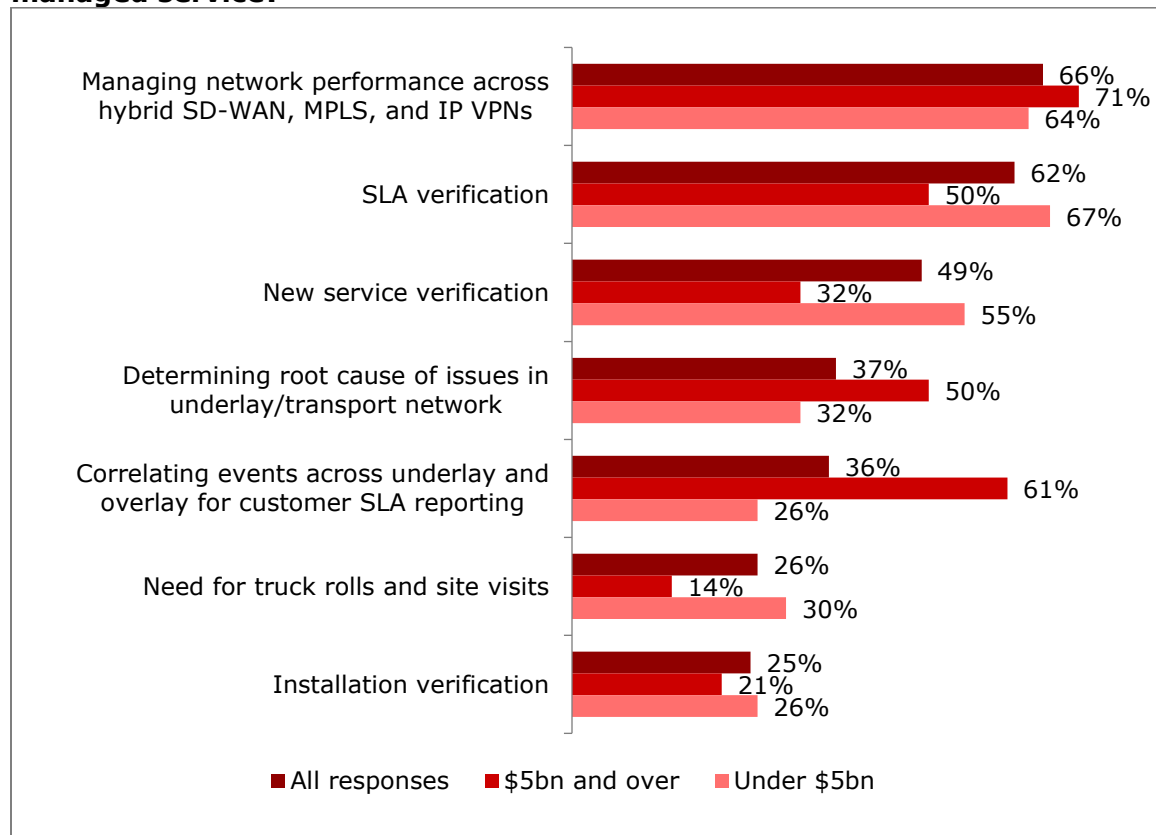 managed service?
Managing network performance across
hybrid SD-WAN, MPLS, and IP VPNs
66%
71%
64%
SLA verification
62%
50%
67%
New service verification
49%
32%
55%
Determining root cause of issues in
underlay/transport network
37%
50%
32%
Correlating events across underlay and
overlay for customer SLA reporting
36%
61%
26%
Need for truck rolls and site visits
26%
14%
30%
Installation verification
25%
21%
26%
All responses $5bn and over Under $5bn